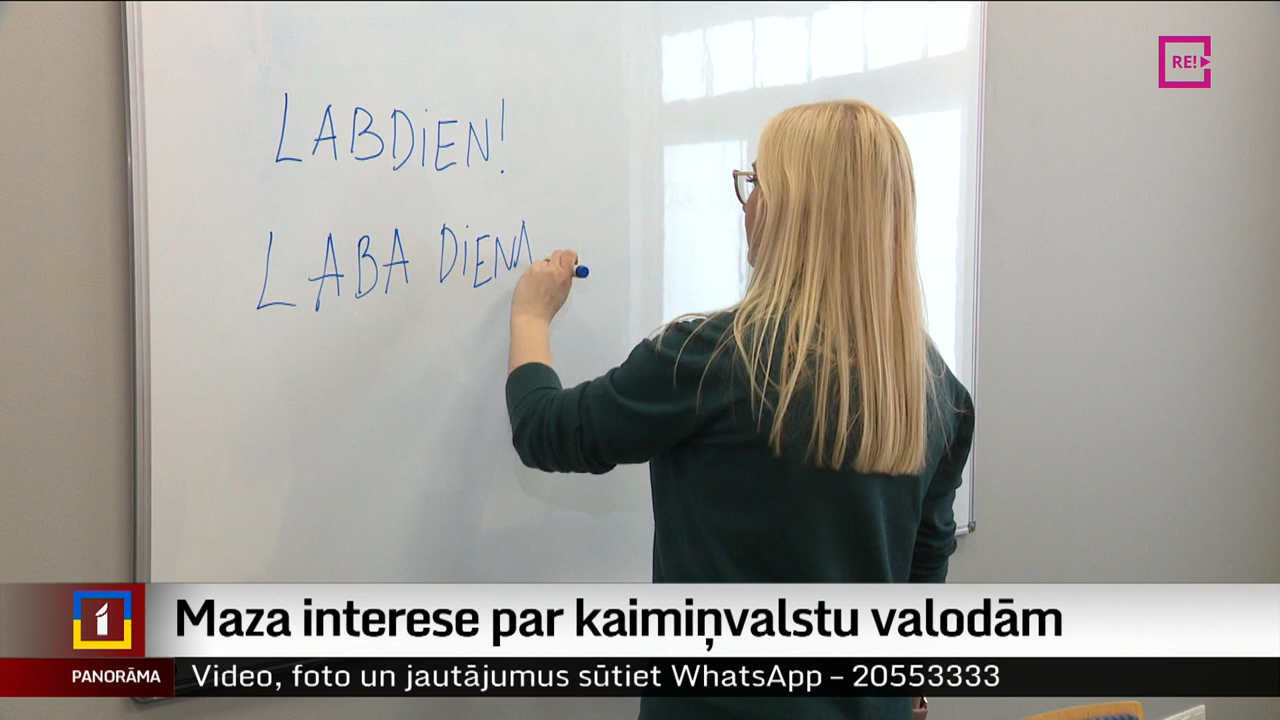 RE!
LABDiEN!
LABA DiENA
1
Maza interese par kaimiņvalstu valodām
PANORĀMA
Video, foto un jautājumus sūtiet WhatsApp – 20553333